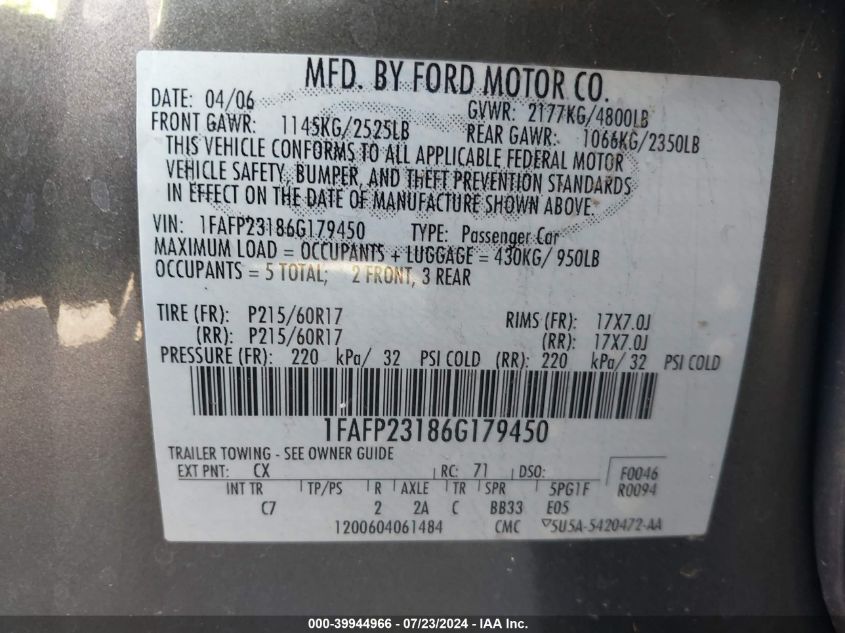 MFD. BY FORD MOTOR CO.
DATE: 04/06 GVWR: 2177KG/4800LB
FRONT GAWR: 1145KG/2525LB REAR GAWR: 1066KG/2350LB
THIS VEHICLE CONFORMS TO ALL APPLICABLE FEDERAL MOTOR
VEHICLE SAFETY, BUMPER, AND THEFT PREVENTION STANDARDS
IN EFFECT ON THE DATE OF MANUFACTURE SHOWN ABOVE.
VIN: 1FAFP23186G179450 TYPE: Passenger Car
MAXIMUM LOAD = OCCUPANTS + LUGGAGE = 430KG/ 950LB
OCCUPANTS = 5 TOTAL; 2 FRONT, 3 REAR
TIRE (FR): P215/60R17 RIMS (FR): 17X7.0J
(RR): P215/60R17 (RR): 17X7.0J
PRESSURE (FR): 220 kPa/ 32 PSI COLD (RR): 220 kPa/ 32 PSI COLD
1FAFP23186G179450
TRAILER TOWING - SEE OWNER GUIDE
EXT PNT: CX RC: 71 DSO: F0046
INT TR TP/PS R AXLE TR SPR 5PG1F R0094
C7 2 2A C BB33 E05
1200604061484 CMC ▽5U5A-5420472-AA
000-39944966 - 07/23/2024 - IAA Inc.